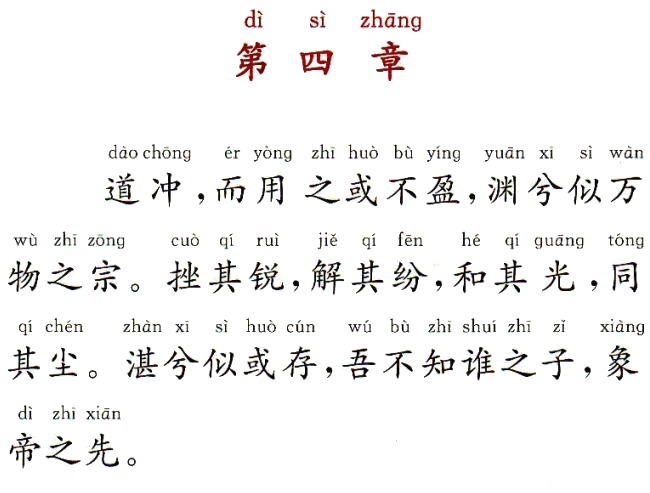 dì sì zhāng
第四章
dào chōng ér yòng zhī huò bù yíng yuān xī sì wàn
道冲，而用之或不盈，渊兮似万
wù zhī zōng cuò qí ruì jiě qí fēn hé qí guāng tóng
物之宗。挫其锐，解其纷，和其光，同
qí chén zhàn xī sì huò cún wú bù zhī shuí zhī zǐ xiàng
其尘。湛兮似或存，吾不知谁之子，象
dì zhī xiān
帝之先。